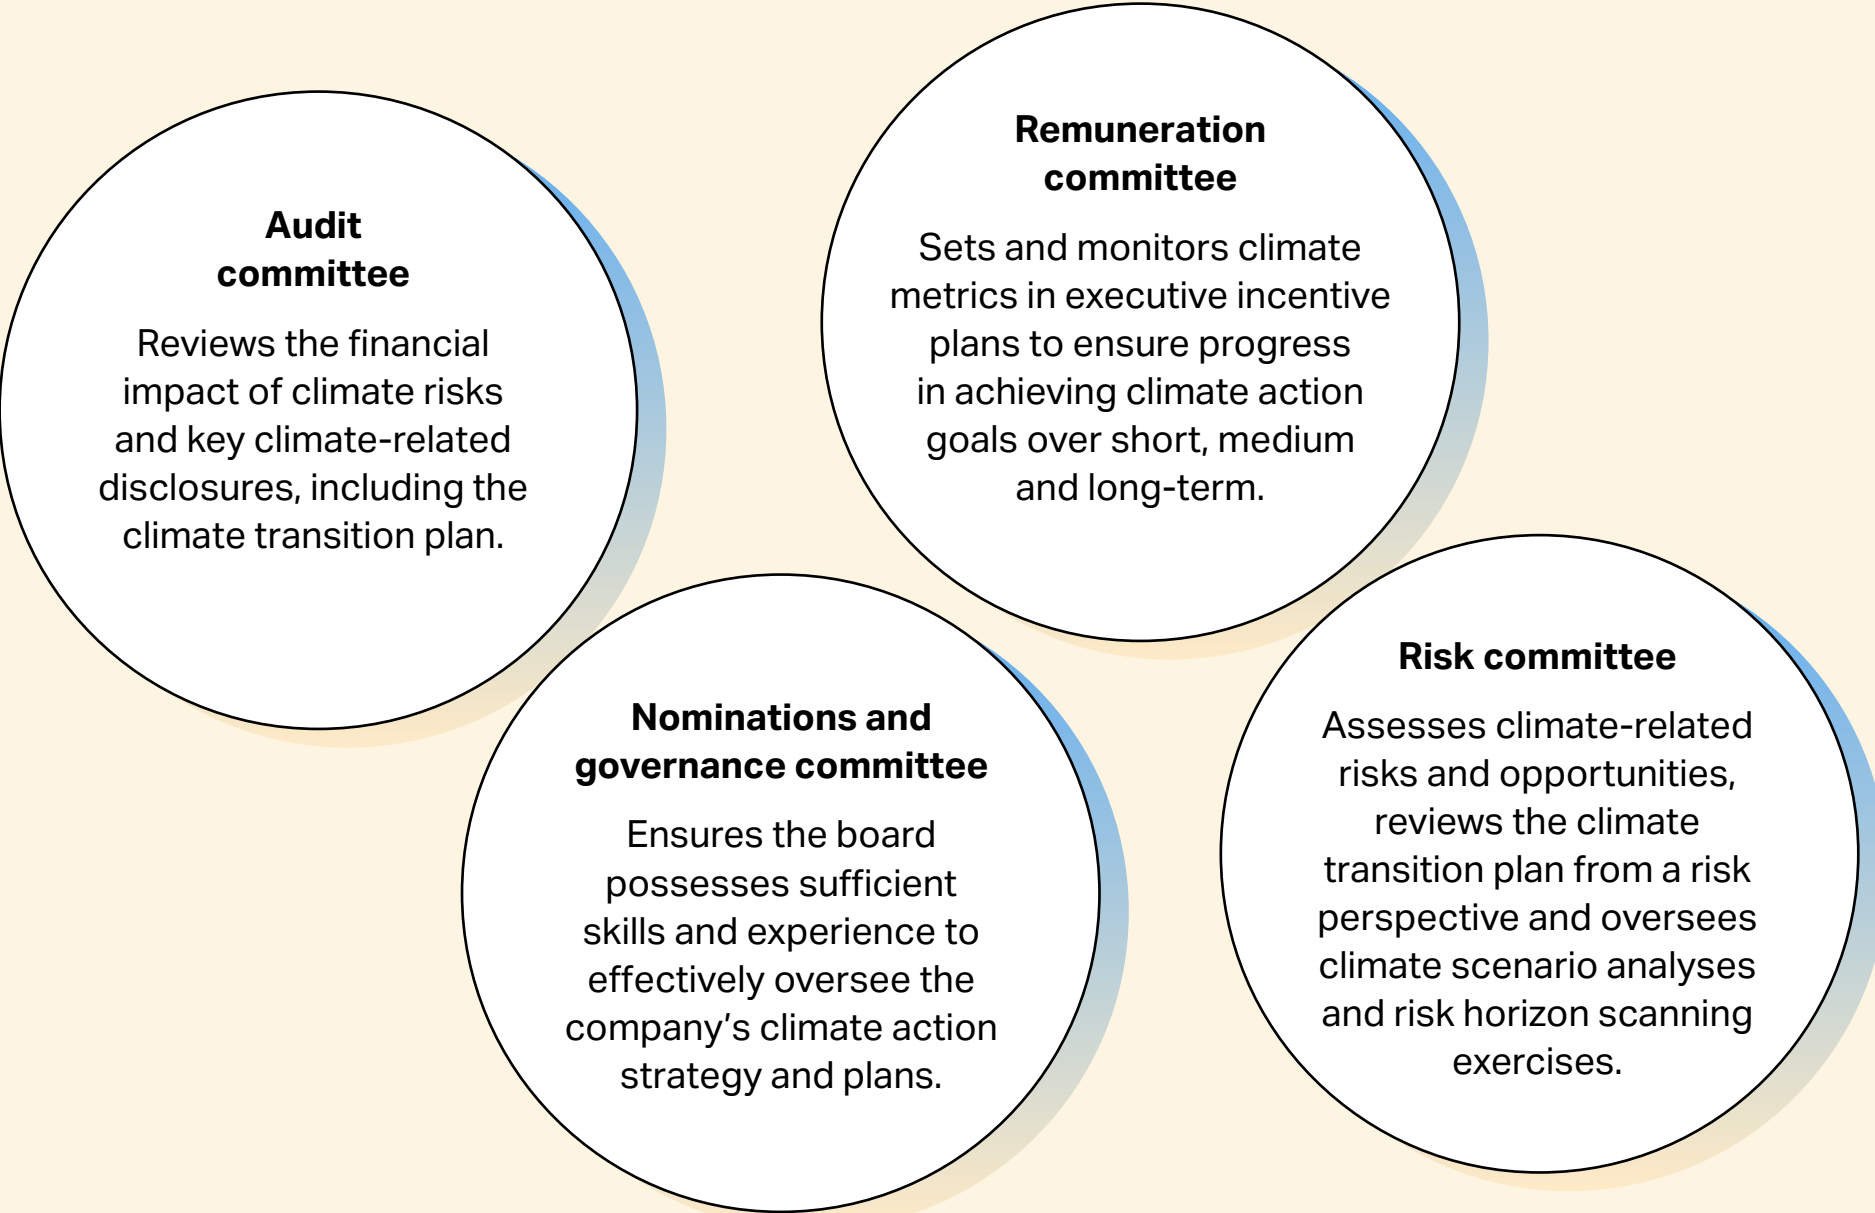 Audit
committee
Reviews the financial
impact of climate risks
and key climate-related
disclosures, including the
climate transition plan.
Remuneration
committee
Sets and monitors climate
metrics in executive incentive
plans to ensure progress
in achieving climate action
goals over short, medium
and long-term.
Nominations and
governance committee
Ensures the board
possesses sufficient
skills and experience to
effectively oversee the
company’s climate action
strategy and plans.
Risk committee
Assesses climate-related
risks and opportunities,
reviews the climate
transition plan from a risk
perspective and oversees
climate scenario analyses
and risk horizon scanning
exercises.